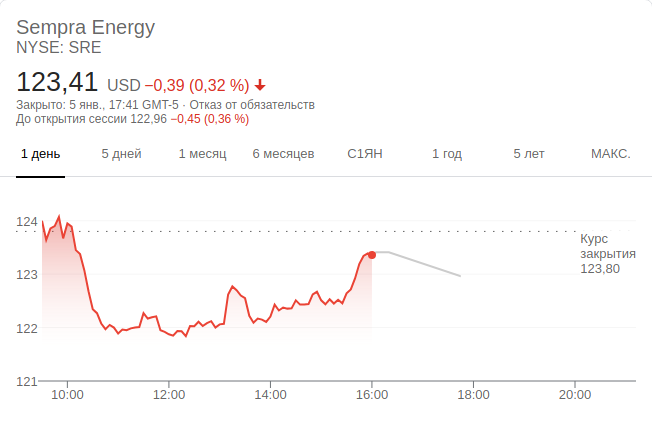 Sempra Energy
NYSE: SRE
123,41 USD −0,39 (0,32 %)
Закрыто: 5 янв., 17:41 GMT-5 · Отказ от обязательств
До открытия сессии 122,96 −0,45 (0,36 %)
1 день 5 дней 1 месяц 6 месяцев С1ЯН 1 год 5 лет МАКС.
124
Курс
закрытия
123,80
123
122
121
10:00 12:00 14:00 16:00 18:00 20:00